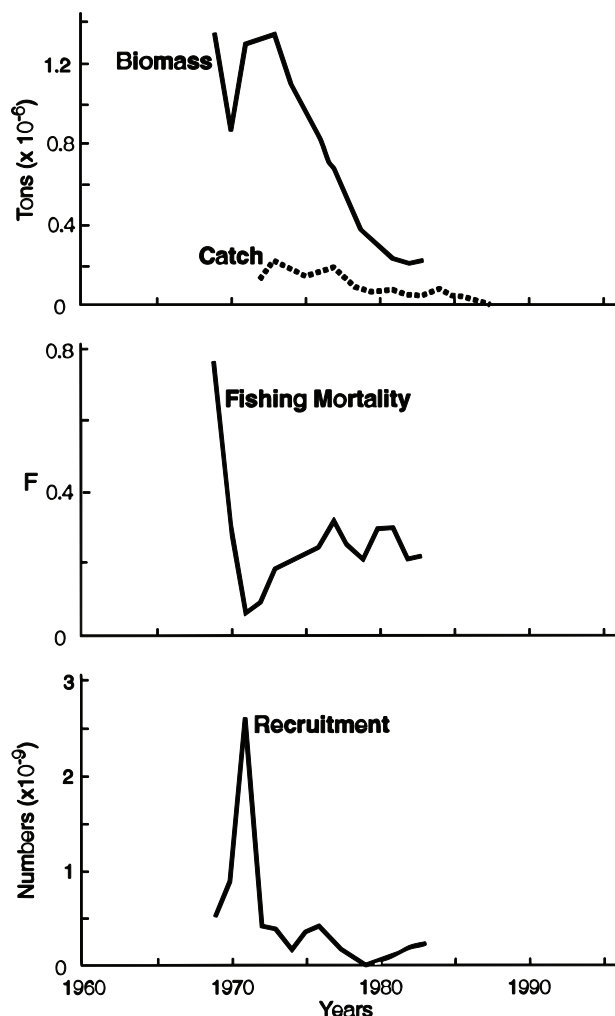 1.2
Biomass
0.8
Tons (x 10⁻⁶)
0.4
Catch
0
0.8
Fishing Mortality
F
0.4
0
3
Recruitment
2
Numbers (x10⁻⁹)
1
0
1960 1970 1980 1990
Years